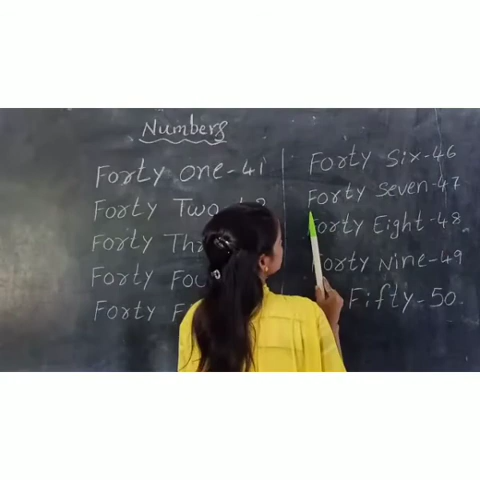 Numbers
Forty one-41
Forty Two
Forty
Forty
Forty
Forty Six-46
Forty Seven-47
Forty Eight-48
Forty Nine-49
Fifty-50.